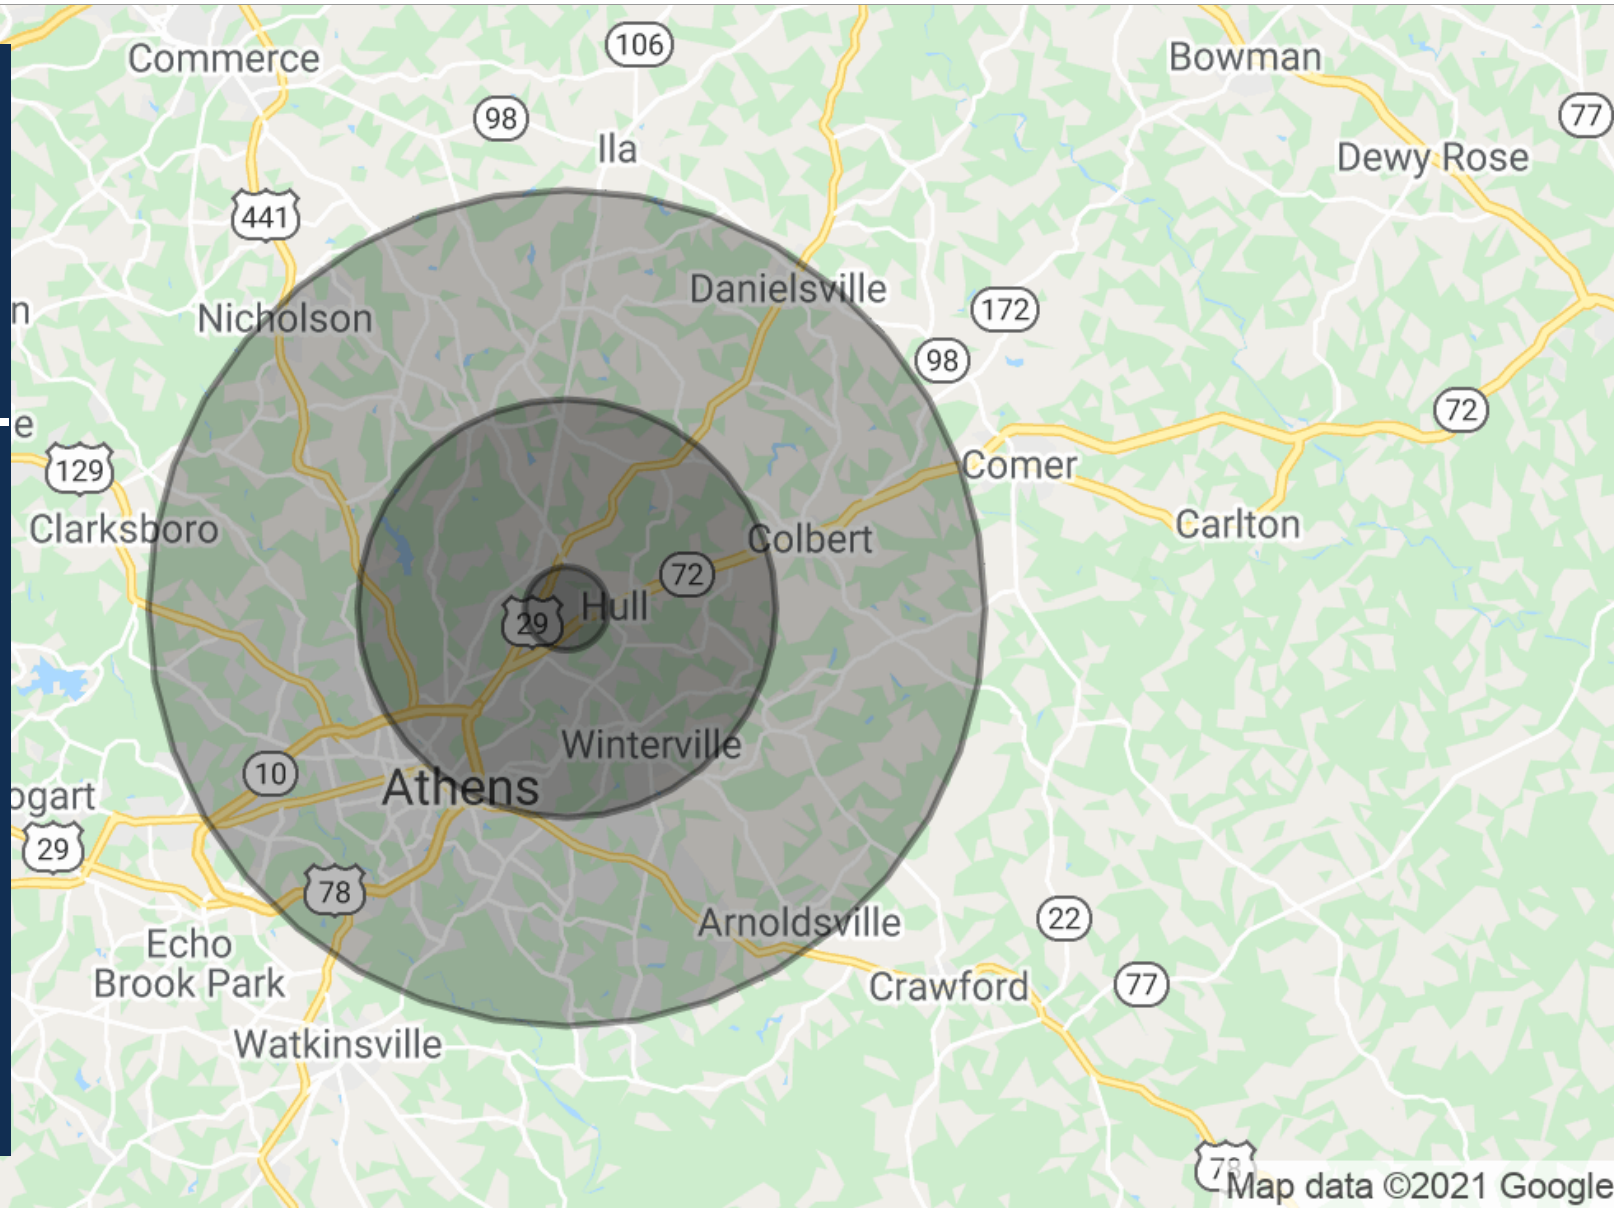 106
Commerce
Bowman
98
77
Ila
Dewy Rose
441
Danielsville
172
n
Nicholson
98
72
e
129
Comer
Clarksboro
Carlton
Colbert
72
Hull
29
Winterville
10
Athens
ogart
29
78
22
Arnoldsville
Echo
Brook Park
Crawford
77
Watkinsville
78
Map data ©2021 Google